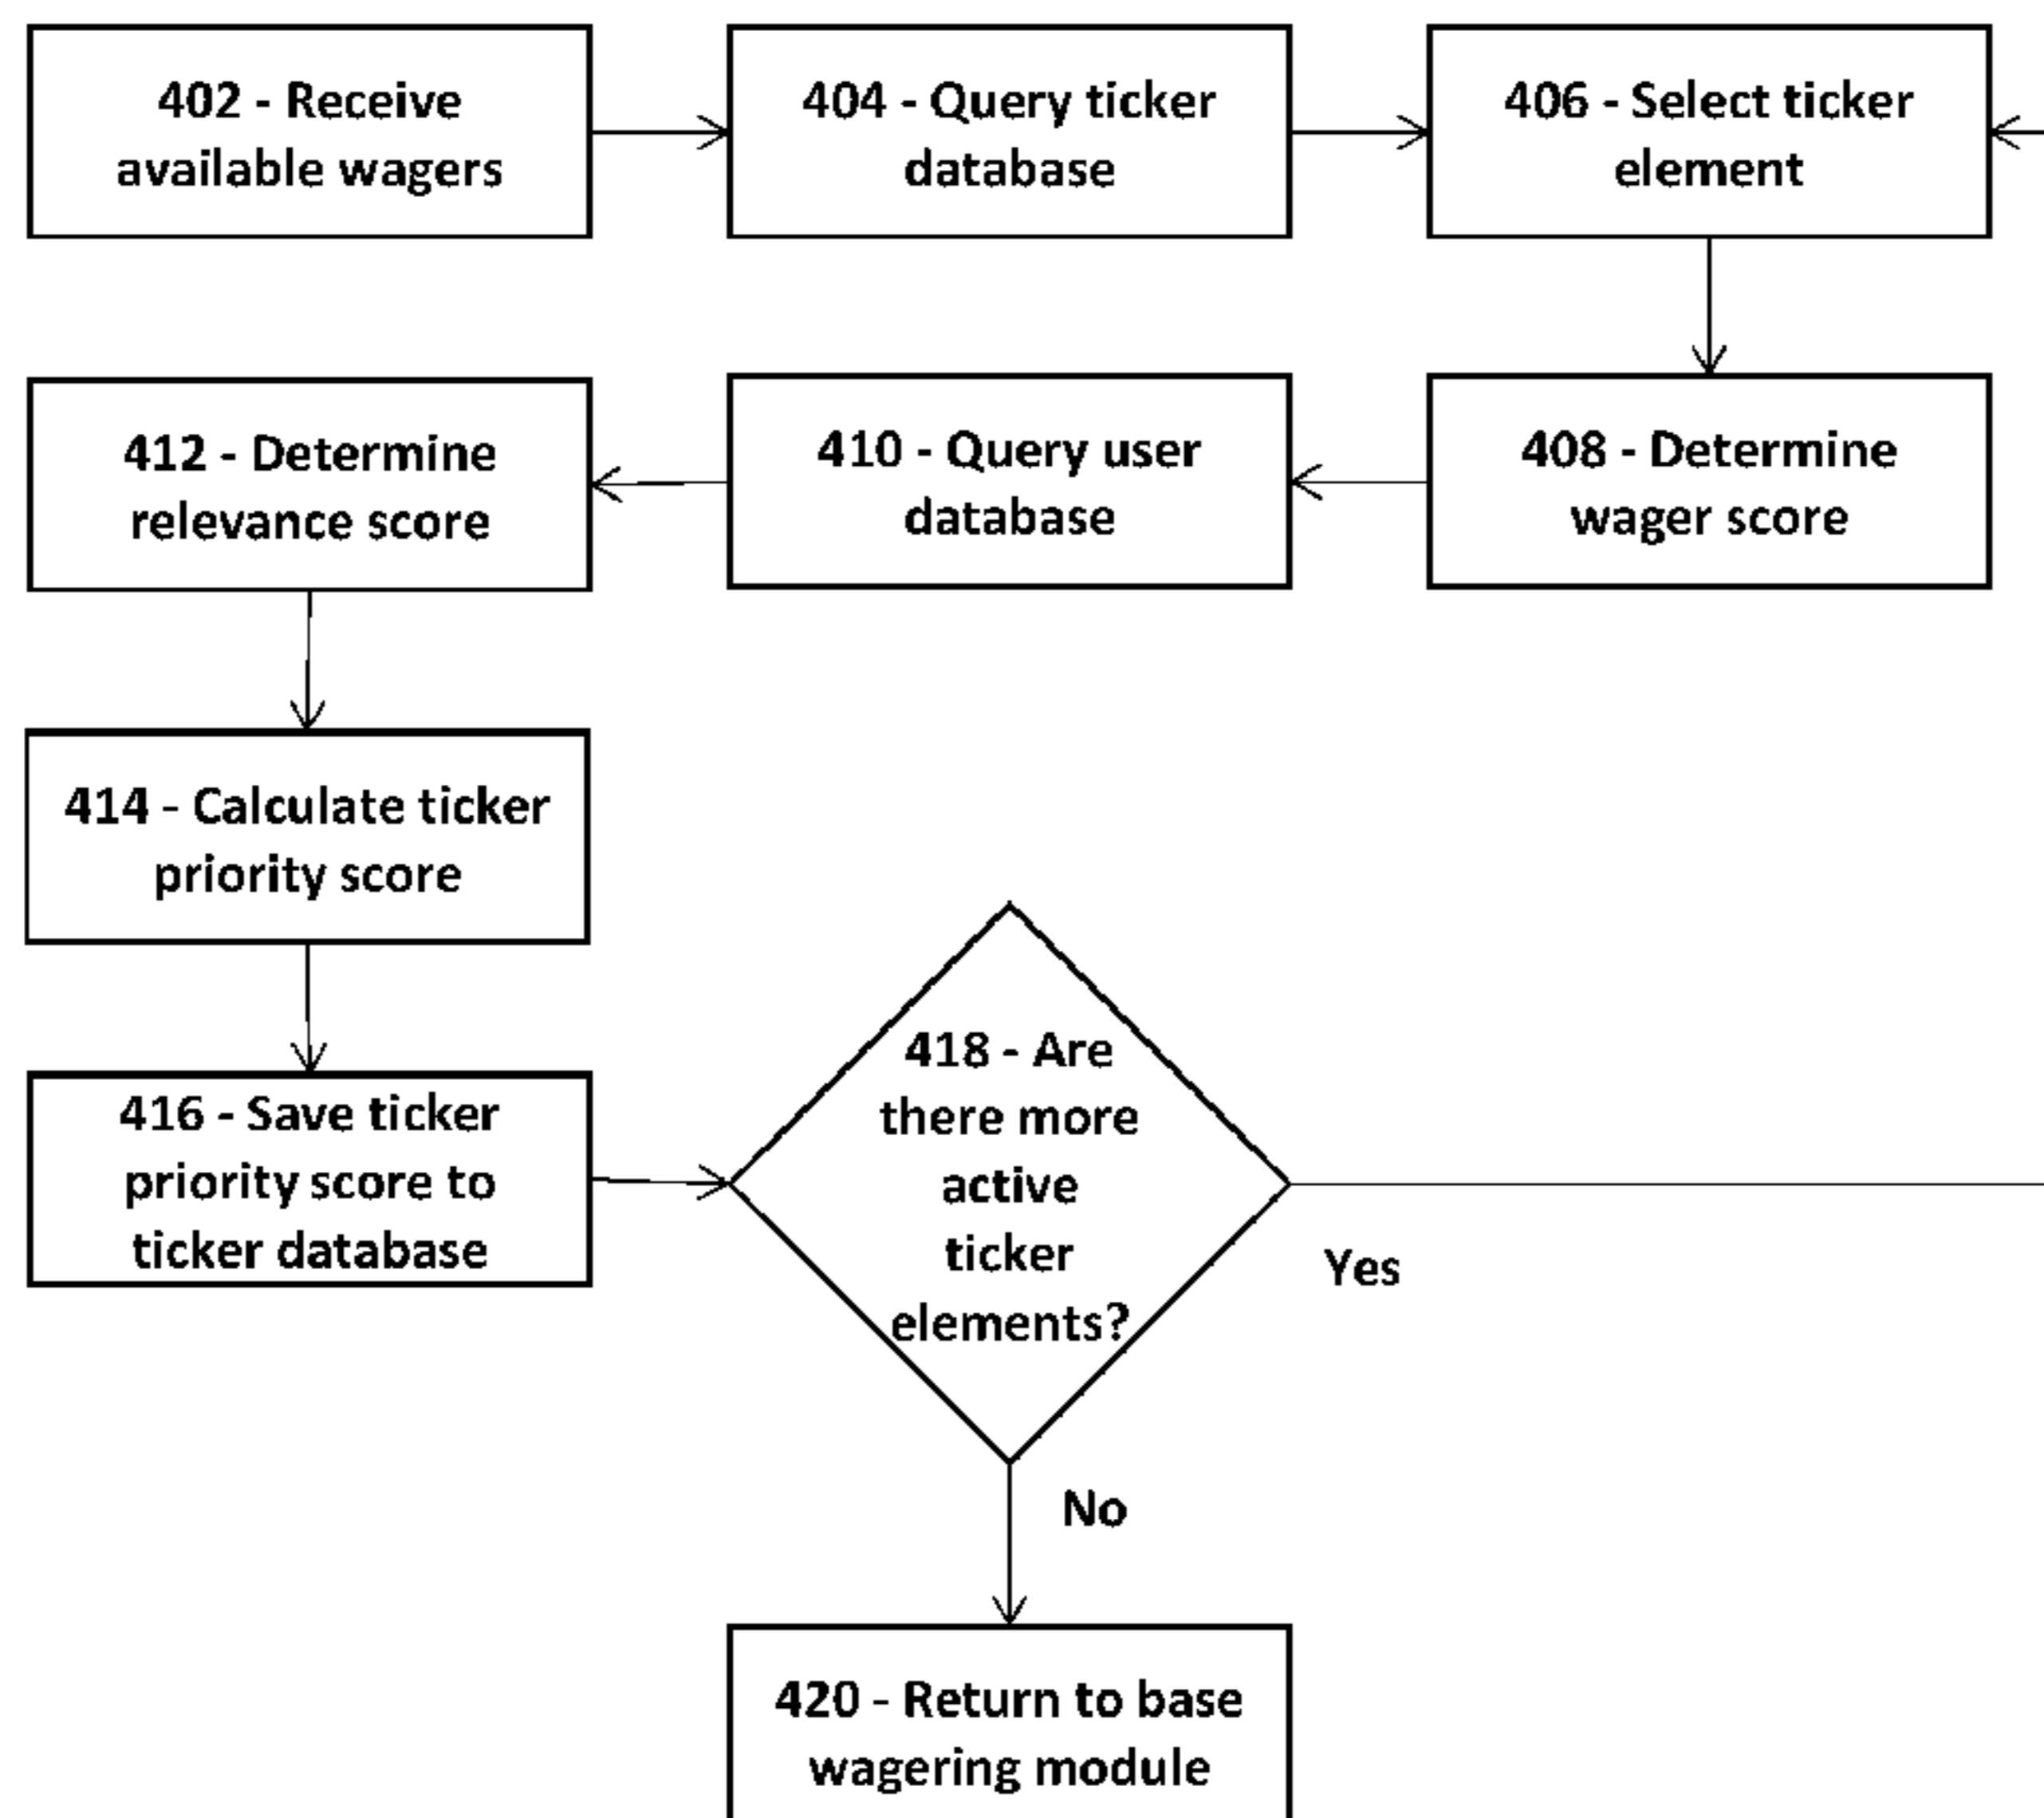 402 - Receive
available wagers
404 - Query ticker
database
406 - Select ticker
element
412 - Determine
relevance score
410 - Query user
database
408 - Determine
wager score
414 - Calculate ticker
priority score
416 - Save ticker
priority score to
ticker database
418 - Are
there more
active
ticker
elements?
Yes
No
420 - Return to base
wagering module